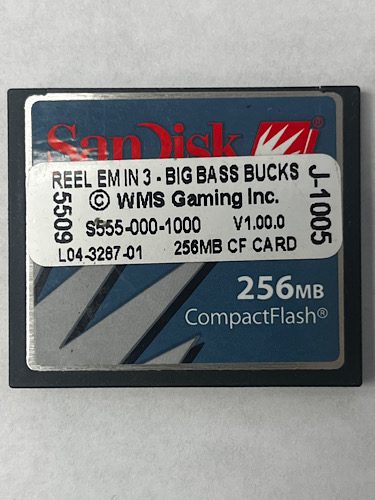 SanDisk
REEL EM IN 3 - BIG BASS BUCKS
© WMS Gaming Inc.
S555-000-1000 V1.00.0
L04-3287-01 256MB CF CARD
5509
J-1005
256MB
CompactFlash®